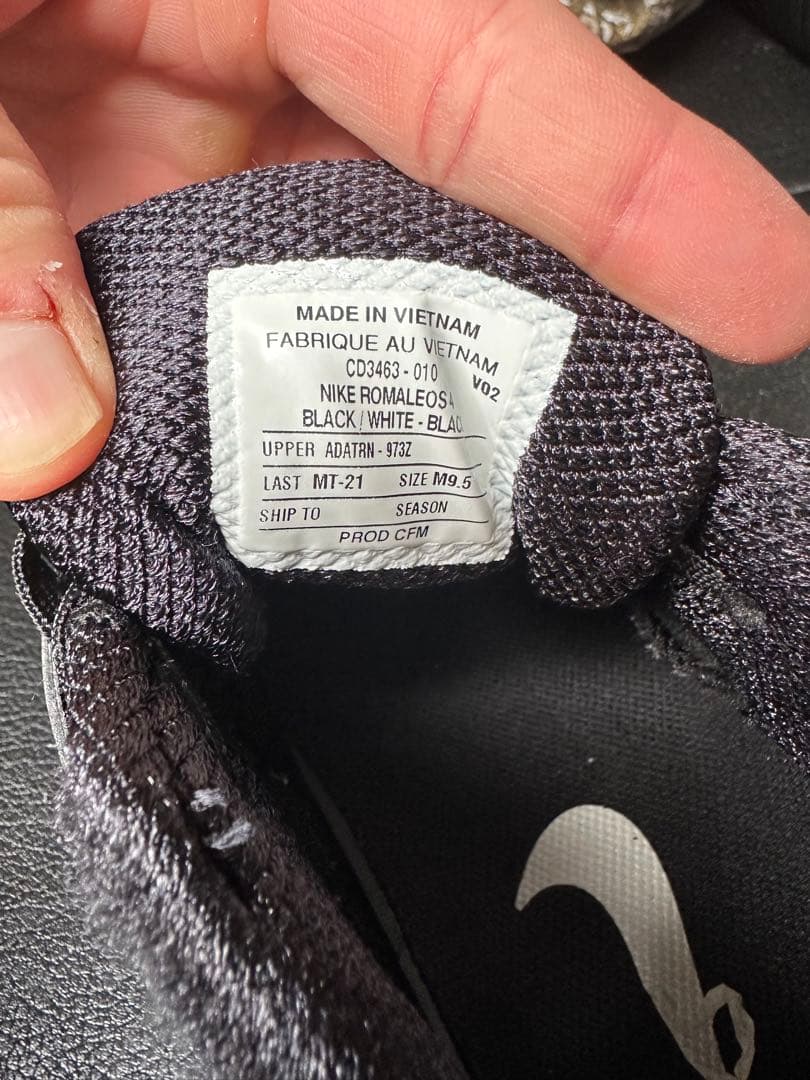 MADE IN VIETNAM
FABRIQUE AU VIETNAM
CD3463 - 010 V02
NIKE ROMALEOS 4
BLACK / WHITE - BLAC
UPPER ADATRN - 973Z
LAST MT-21 SIZE M9.5
SHIP TO SEASON
PROD CFM